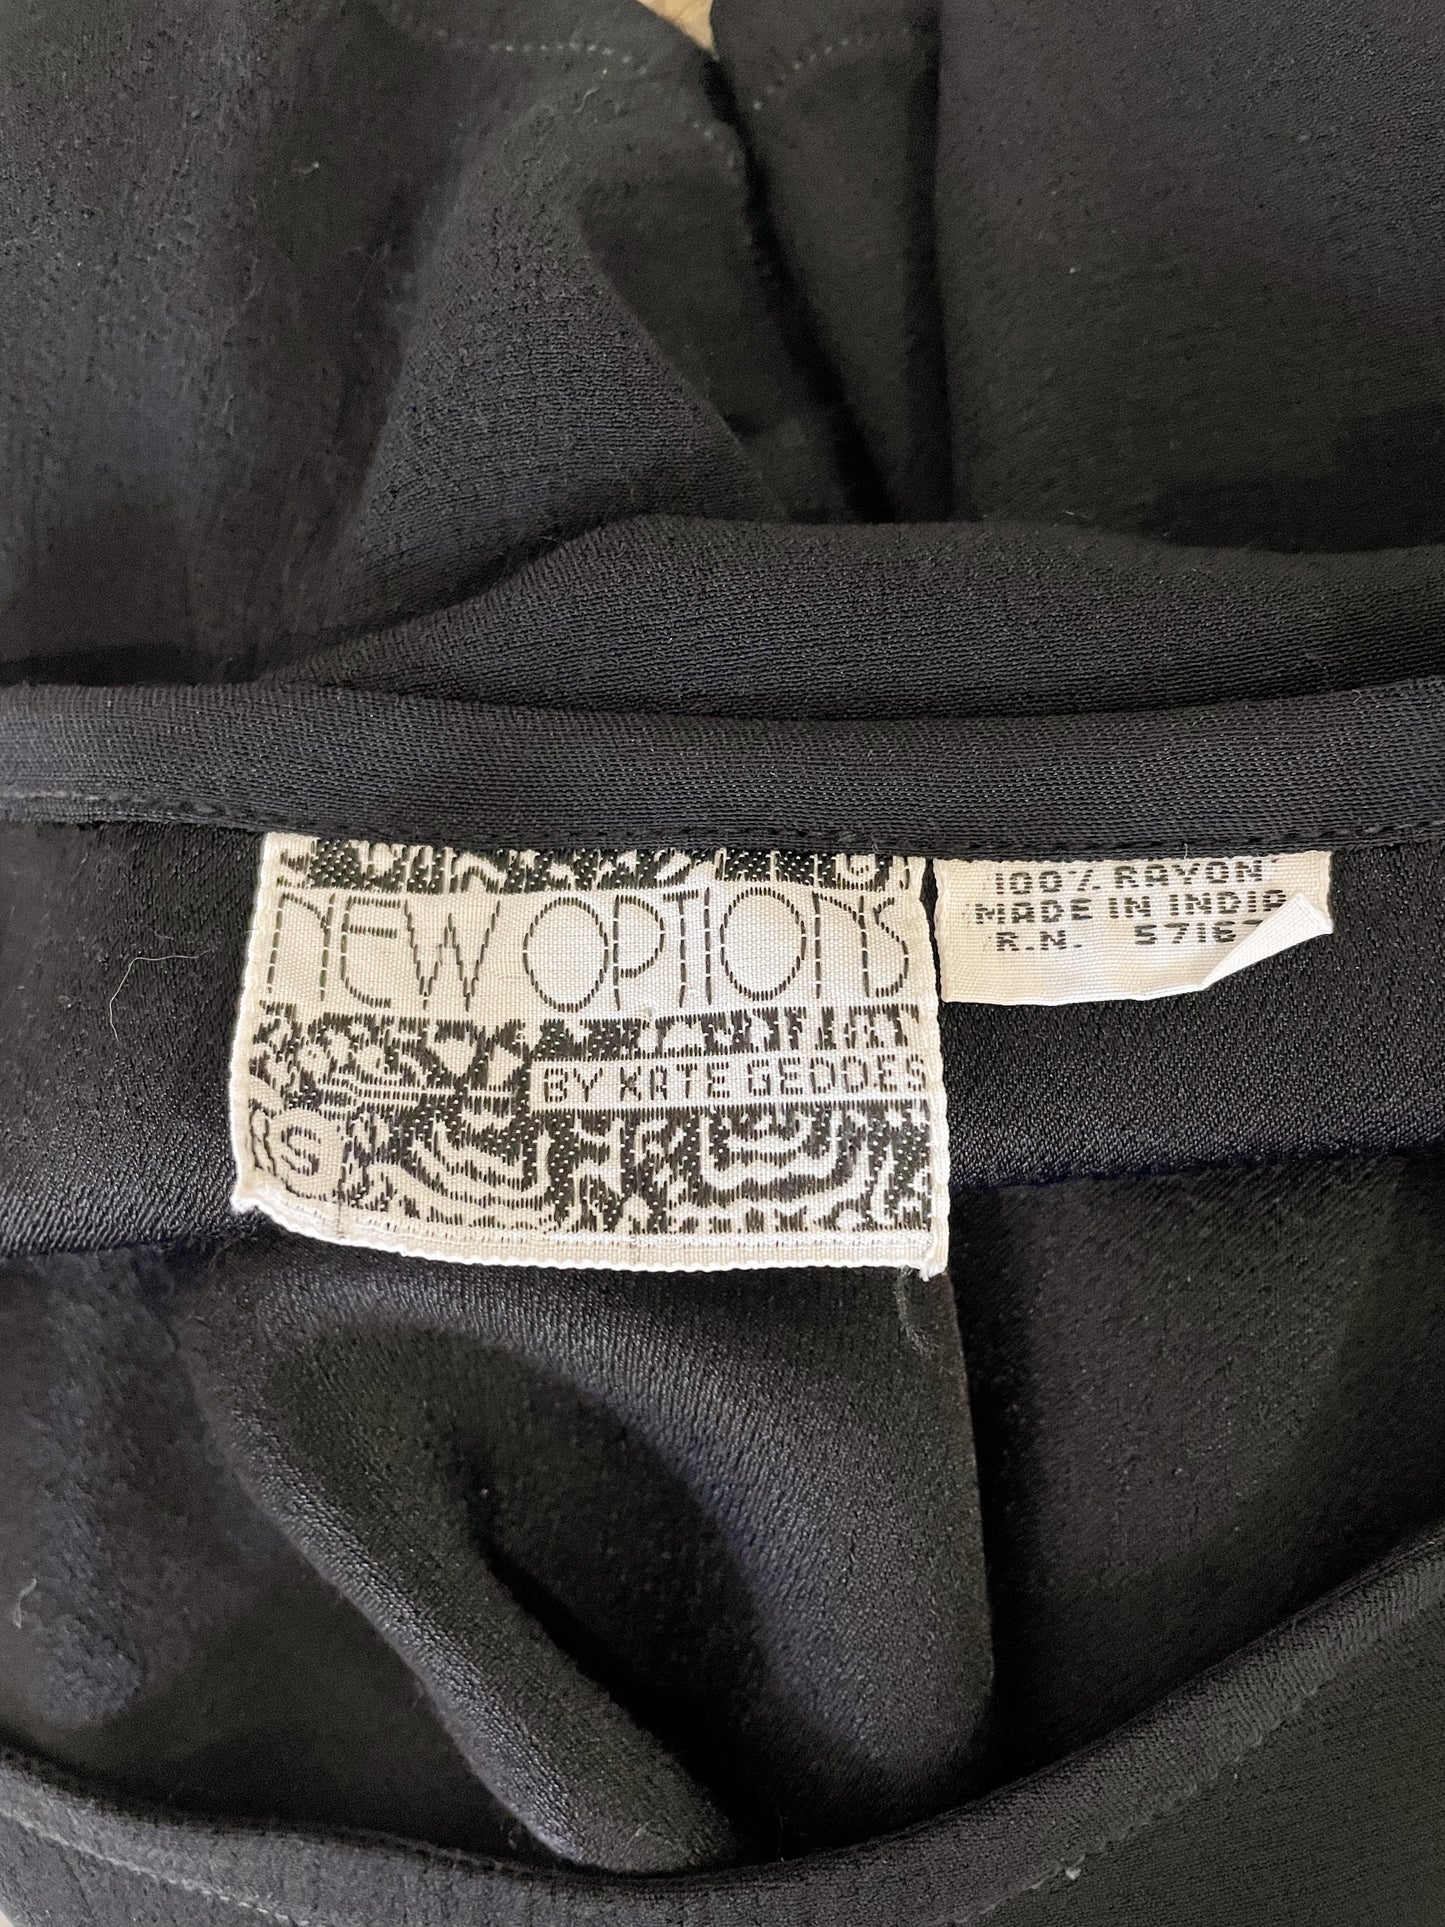 NEW OPTIONS
BY KATE GEDDES
S
100% RAYON
MADE IN INDIA
R.N.